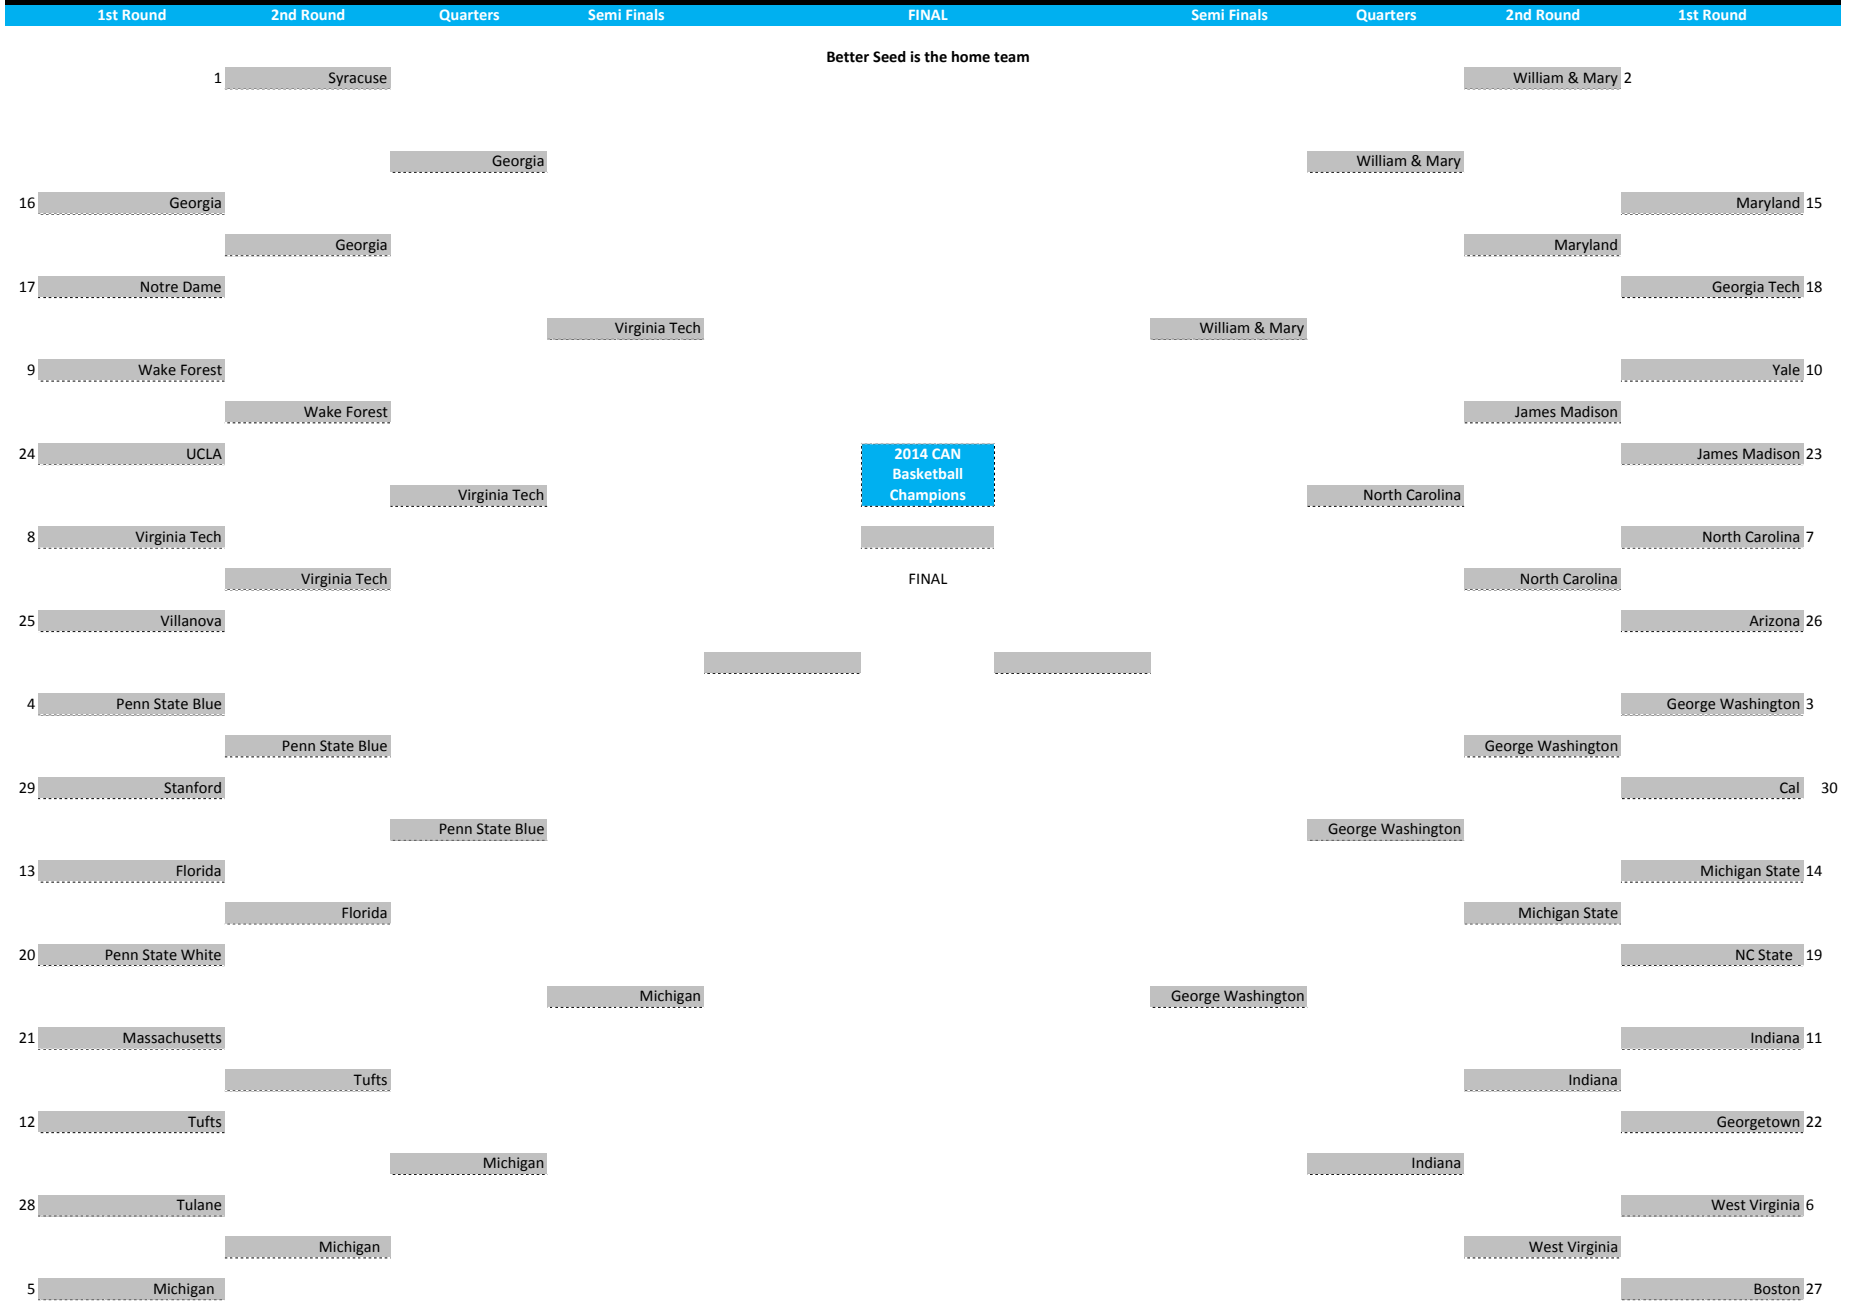 1st Round 2nd Round Quarters Semi Finals FINAL Semi Finals Quarters 2nd Round 1st Round
Better Seed is the home team
1 Syracuse William & Mary 2
Georgia William & Mary
16 Georgia Maryland 15
Georgia Maryland
17 Notre Dame Georgia Tech 18
Virginia Tech William & Mary
9 Wake Forest Yale 10
Wake Forest James Madison
24 UCLA 2014 CAN James Madison 23
Basketball
Virginia Tech Champions North Carolina
8 Virginia Tech North Carolina 7
Virginia Tech FINAL North Carolina
25 Villanova Arizona 26
4 Penn State Blue George Washington 3
Penn State Blue George Washington
29 Stanford Cal 30
Penn State Blue George Washington
13 Florida Michigan State 14
Florida Michigan State
20 Penn State White NC State 19
Michigan George Washington
21 Massachusetts Indiana 11
Tufts Indiana
12 Tufts Georgetown 22
Michigan Indiana
28 Tulane West Virginia 6
Michigan West Virginia
5 Michigan Boston 27